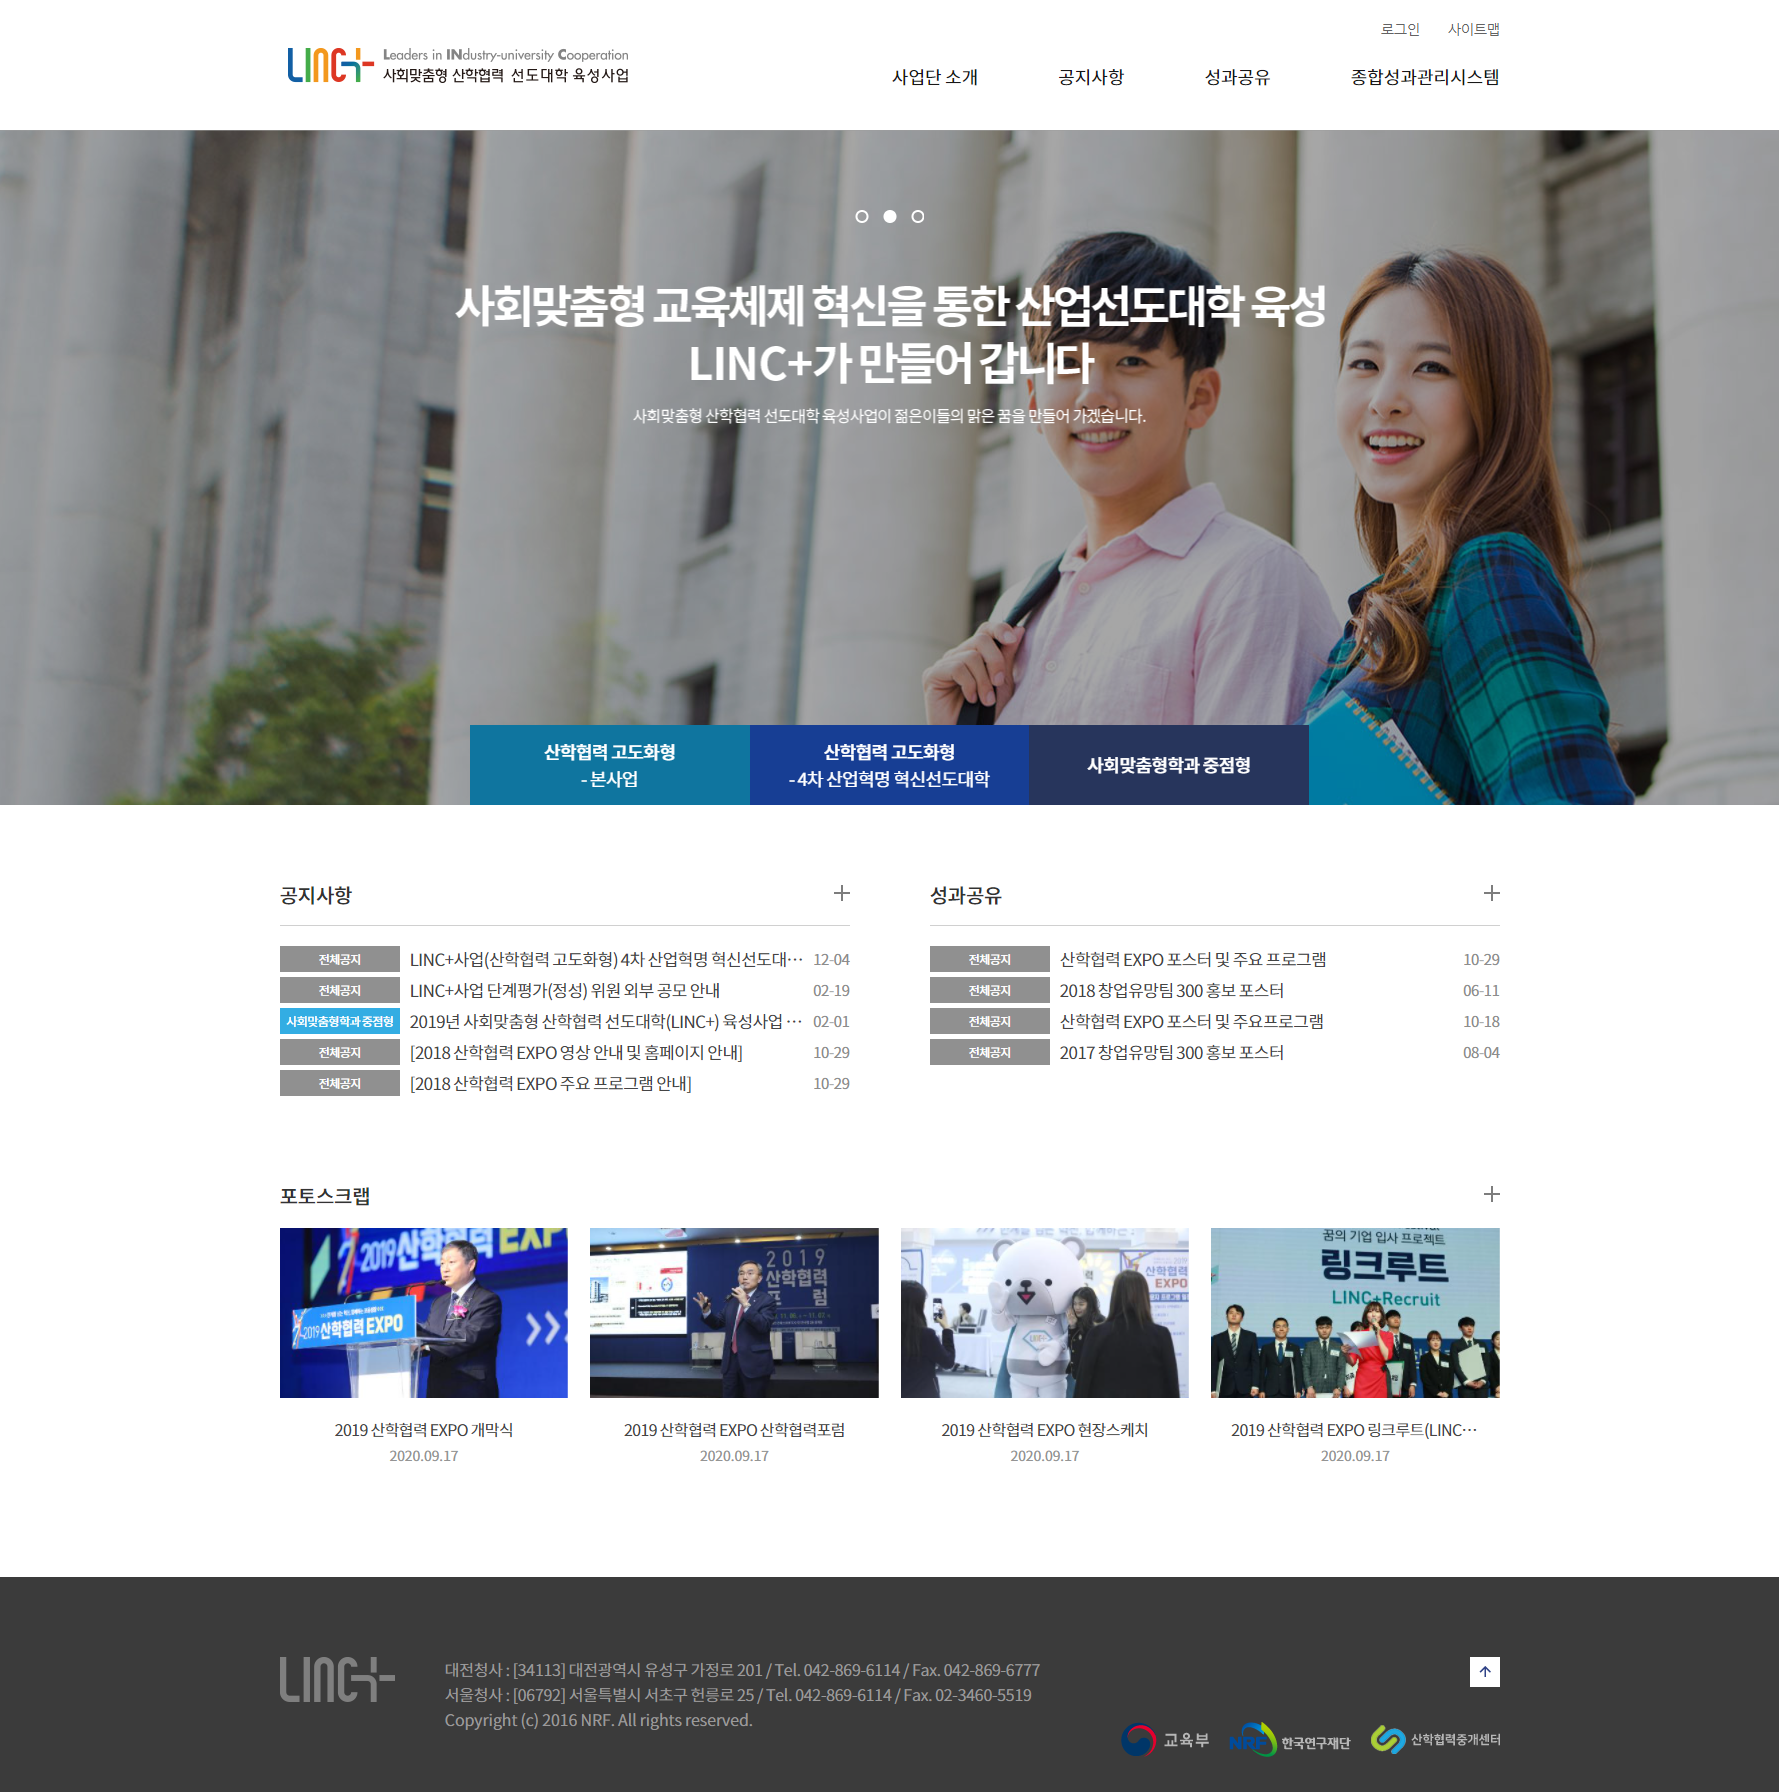 로그인 사이트맵
LINC+ Leaders in INdustry-university Cooperation
사회맞춤형 산학협력 선도대학 육성사업
사업단 소개 공지사항 성과공유 종합성과관리시스템
사회맞춤형 교육체제 혁신을 통한 산업선도대학 육성
LINC+가 만들어 갑니다
사회맞춤형 산학협력 선도대학 육성사업이 젊은이들의 맑은 꿈을 만들어 가겠습니다.
산학협력 고도화형
- 본사업
산학협력 고도화형
- 4차 산업혁명 혁신선도대학
사회맞춤형학과 중점형
공지사항
전체공지 LINC+사업(산학협력 고도화형) 4차 산업혁명 혁신선도대… 12-04
전체공지 LINC+사업 단계평가(정성) 위원 외부 공모 안내 02-19
사회맞춤형학과 중점형 2019년 사회맞춤형 산학협력 선도대학(LINC+) 육성사업 … 02-01
전체공지 [2018 산학협력 EXPO 영상 안내 및 홈페이지 안내] 10-29
전체공지 [2018 산학협력 EXPO 주요 프로그램 안내] 10-29
성과공유
전체공지 산학협력 EXPO 포스터 및 주요 프로그램 10-29
전체공지 2018 창업유망팀 300 홍보 포스터 06-11
전체공지 산학협력 EXPO 포스터 및 주요프로그램 10-18
전체공지 2017 창업유망팀 300 홍보 포스터 08-04
포토스크랩
2019 산학협력 EXP
2019 산학협력 EXPO
2019
산학협력
포 럼
산학협력
EXPO
LINC+
꿈의 기업 입사 프로젝트
링크루트
LINC+Recruit
2019 산학협력 EXPO 개막식
2020.09.17
2019 산학협력 EXPO 산학협력포럼
2020.09.17
2019 산학협력 EXPO 현장스케치
2020.09.17
2019 산학협력 EXPO 링크루트(LINC…
2020.09.17
LINC+
대전청사 : [34113] 대전광역시 유성구 가정로 201 / Tel. 042-869-6114 / Fax. 042-869-6777
서울청사 : [06792] 서울특별시 서초구 헌릉로 25 / Tel. 042-869-6114 / Fax. 02-3460-5519
Copyright (c) 2016 NRF. All rights reserved.
교육부 NRF 한국연구재단 산학협력중개센터